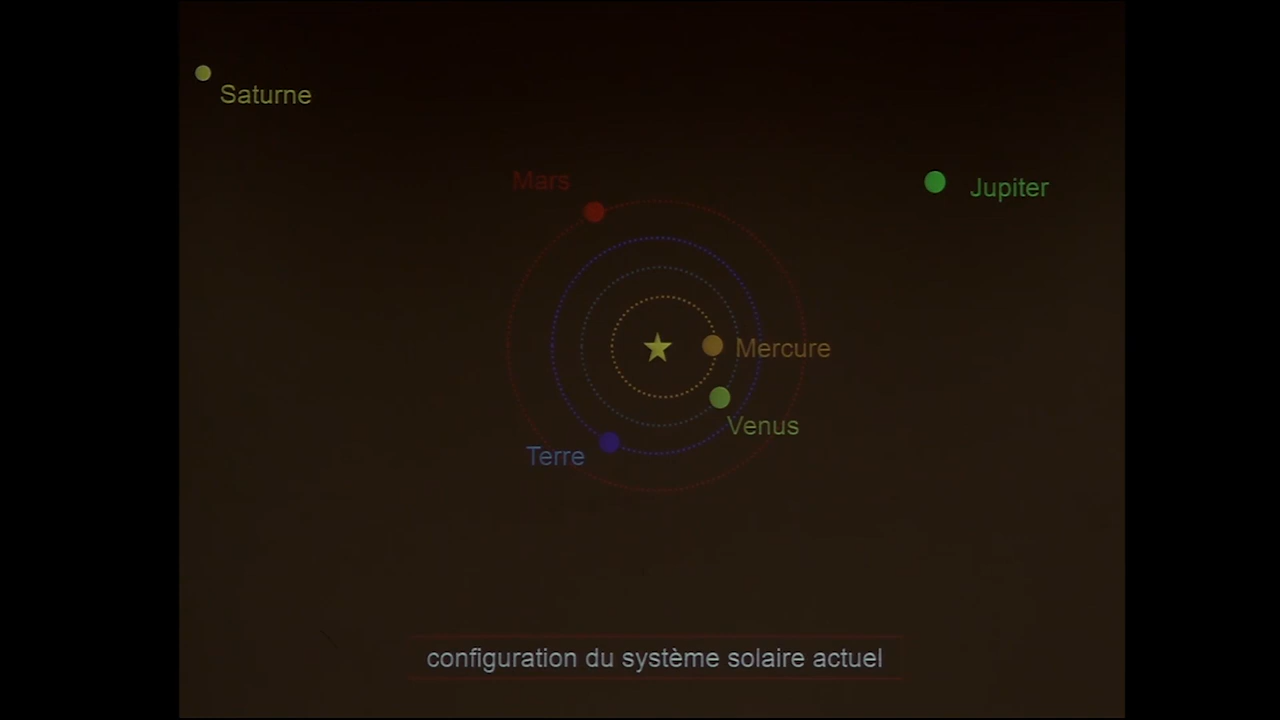 Saturne
Mars
Jupiter
Mercure
Venus
Terre
configuration du système solaire actuel